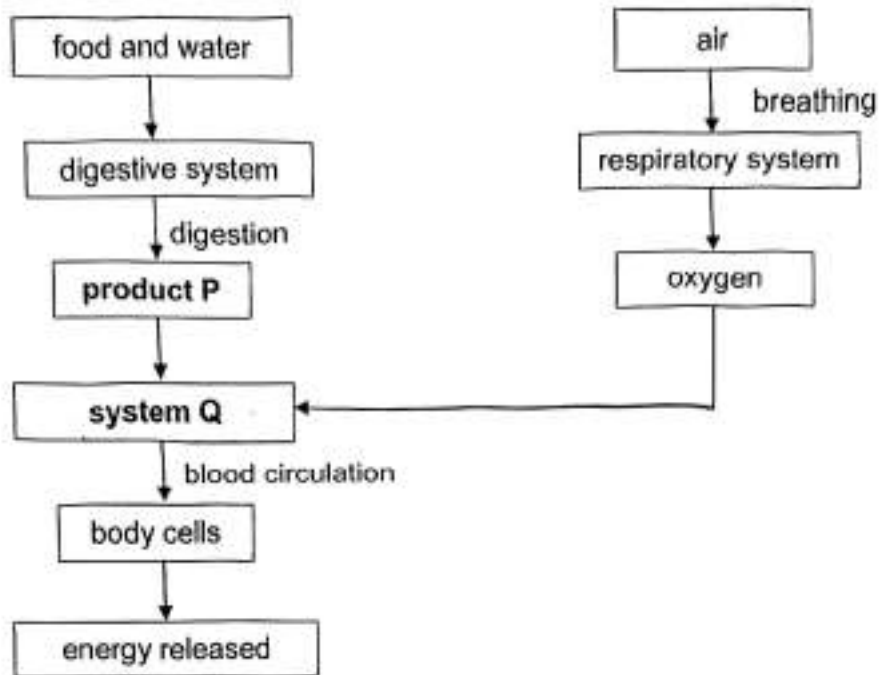 food and water
digestive system
digestion
product P
system Q
blood circulation
body cells
energy released
air
breathing
respiratory system
oxygen